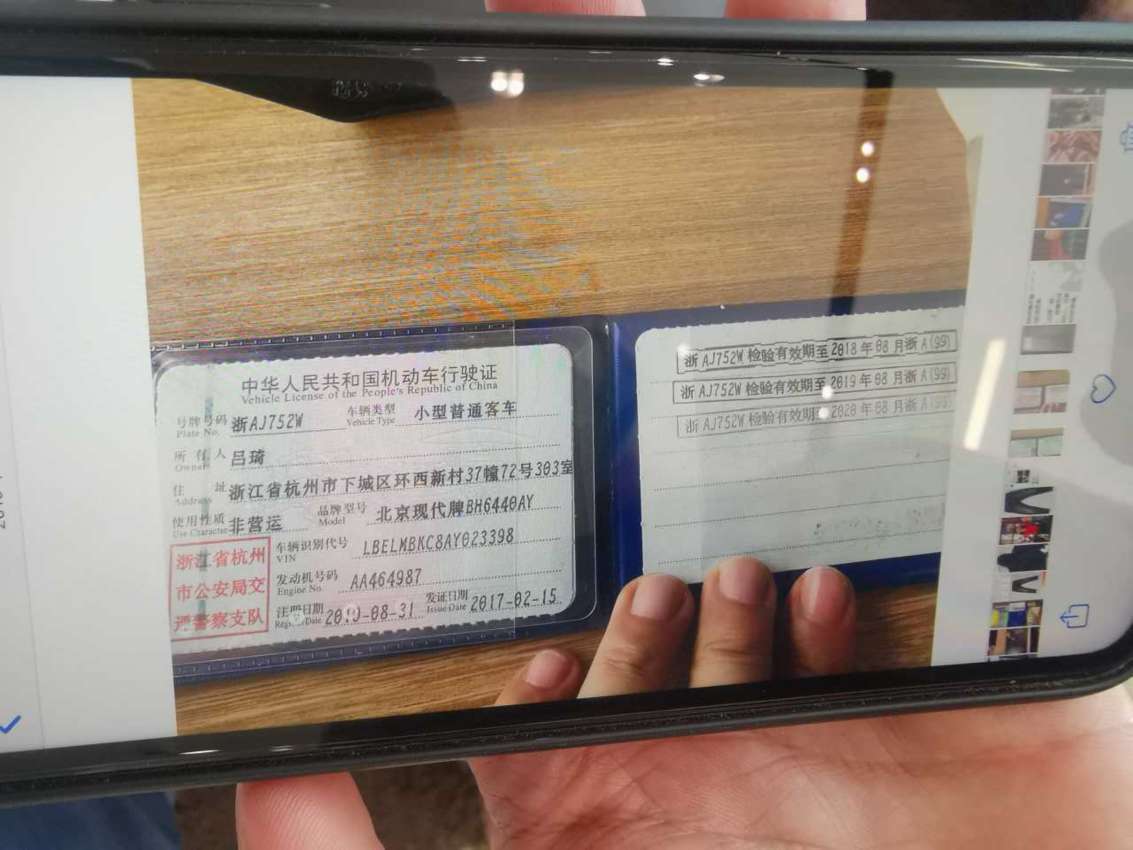 中华人民共和国机动车行驶证
Vehicle License of the People's Republic of China
号牌号码 浙AJ752W 车辆类型 小型普通客车
Plate No. Vehicle Type
所有人 吕琦
Owner
住址 浙江省杭州市下城区环西新村37幢72号303室
Address
使用性质 非营运 品牌型号 北京现代牌BH6440AY
Use Character Model
浙江省杭州
市公安局交
通警察支队
车辆识别代号 LBELMBKC8AY023398
VIN
发动机号码 AA464987
Engine No.
注册日期 2010-08-31 发证日期 2017-02-15
Register Date Issue Date
浙AJ752W 检验有效期至2018年08月浙A(99)
浙AJ752W 检验有效期至2019年08月浙A(99)
浙AJ752W 检验有效期至2020年08月浙A(99)